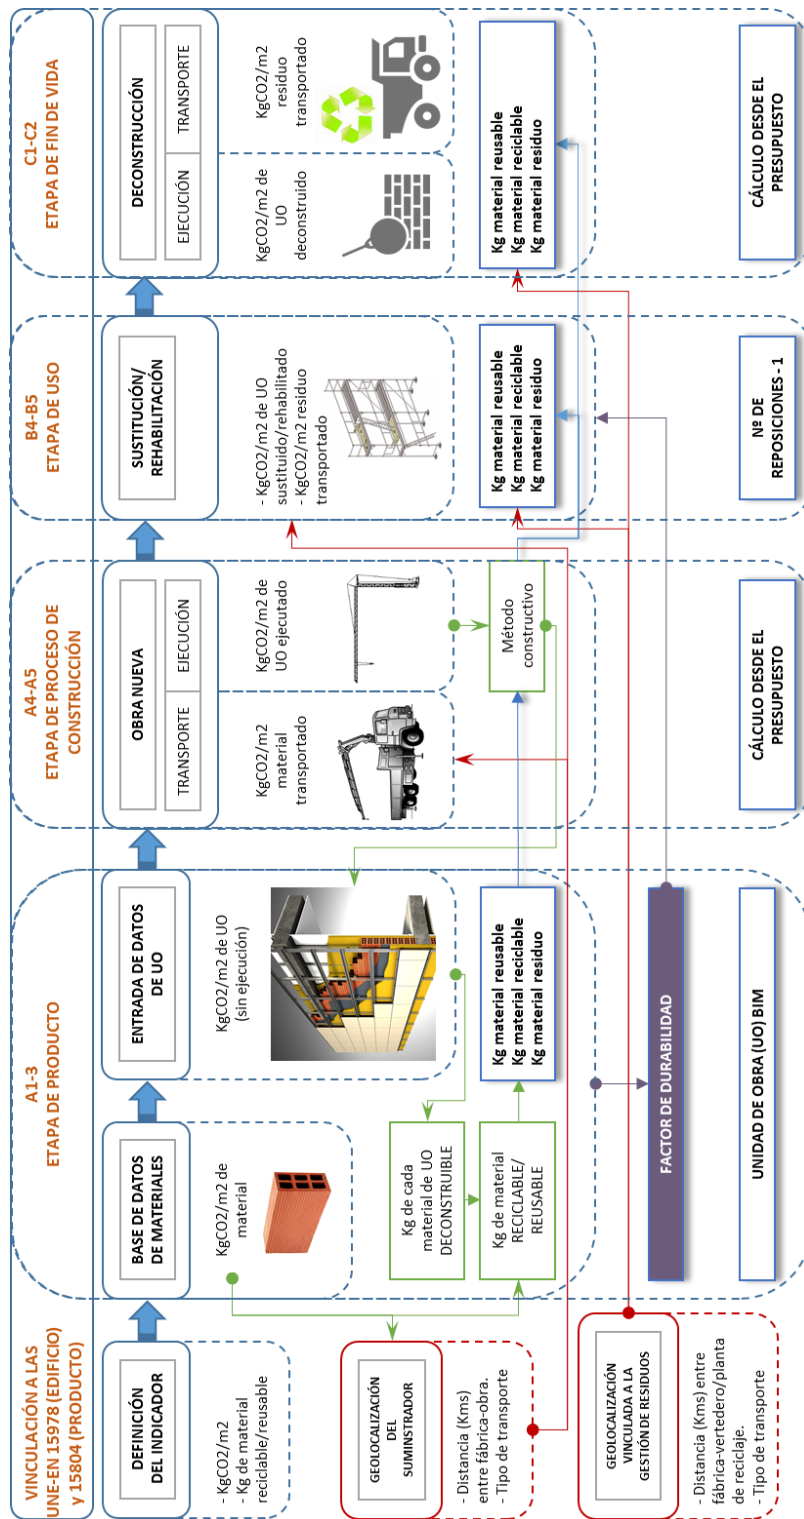 VINCULACIÓN A LAS
UNE-EN 15978 (EDIFICIO)
y 15804 (PRODUCTO)
A1-3
ETAPA DE PRODUCTO
A4-A5
ETAPA DE PROCESO DE
CONSTRUCCIÓN
B4-B5
ETAPA DE USO
C1-C2
ETAPA DE FIN DE VIDA
DEFINICIÓN
DEL INDICADOR
BASE DE DATOS
DE MATERIALES
ENTRADA DE DATOS
DE UO
OBRA NUEVA
TRANSPORTE
EJECUCIÓN
SUSTITUCIÓN/
REHABILITACIÓN
DECONSTRUCCIÓN
EJECUCIÓN
TRANSPORTE
- KgCO2/m2
- Kg de material
reciclable/reusable
KgCO2/m2 de
material
KgCO2/m2 de UO
(sin ejecución)
KgCO2/m2
material
transportado
KgCO2/m2 de
UO ejecutado
- KgCO2/m2 de UO
sustituido/rehabilitado
- KgCO2/m2 residuo
transportado
KgCO2/m2 de
UO
deconstruido
KgCO2/m2
residuo
transportado
GEOLOCALIZACIÓN
DEL
SUMINSTRADOR
- Distancia (Kms)
entre fábrica-obra.
- Tipo de transporte
Kg de cada
material de UO
DECONSTRUIBLE
Kg de material
RECICLABLE/
REUSABLE
Kg material reusable
Kg material reciclable
Kg material residuo
Método
constructivo
Kg material reusable
Kg material reciclable
Kg material residuo
Kg material reusable
Kg material reciclable
Kg material residuo
GEOLOCALIZACIÓN
VINCULADA A LA
GESTIÓN DE RESIDUOS
- Distancia (Kms) entre
fábrica-vertedero/planta
de reciclaje.
- Tipo de transporte
FACTOR DE DURABILIDAD
UNIDAD DE OBRA (UO) BIM
CÁLCULO DESDE EL
PRESUPUESTO
Nº DE
REPOSICIONES - 1
CÁLCULO DESDE EL
PRESUPUESTO